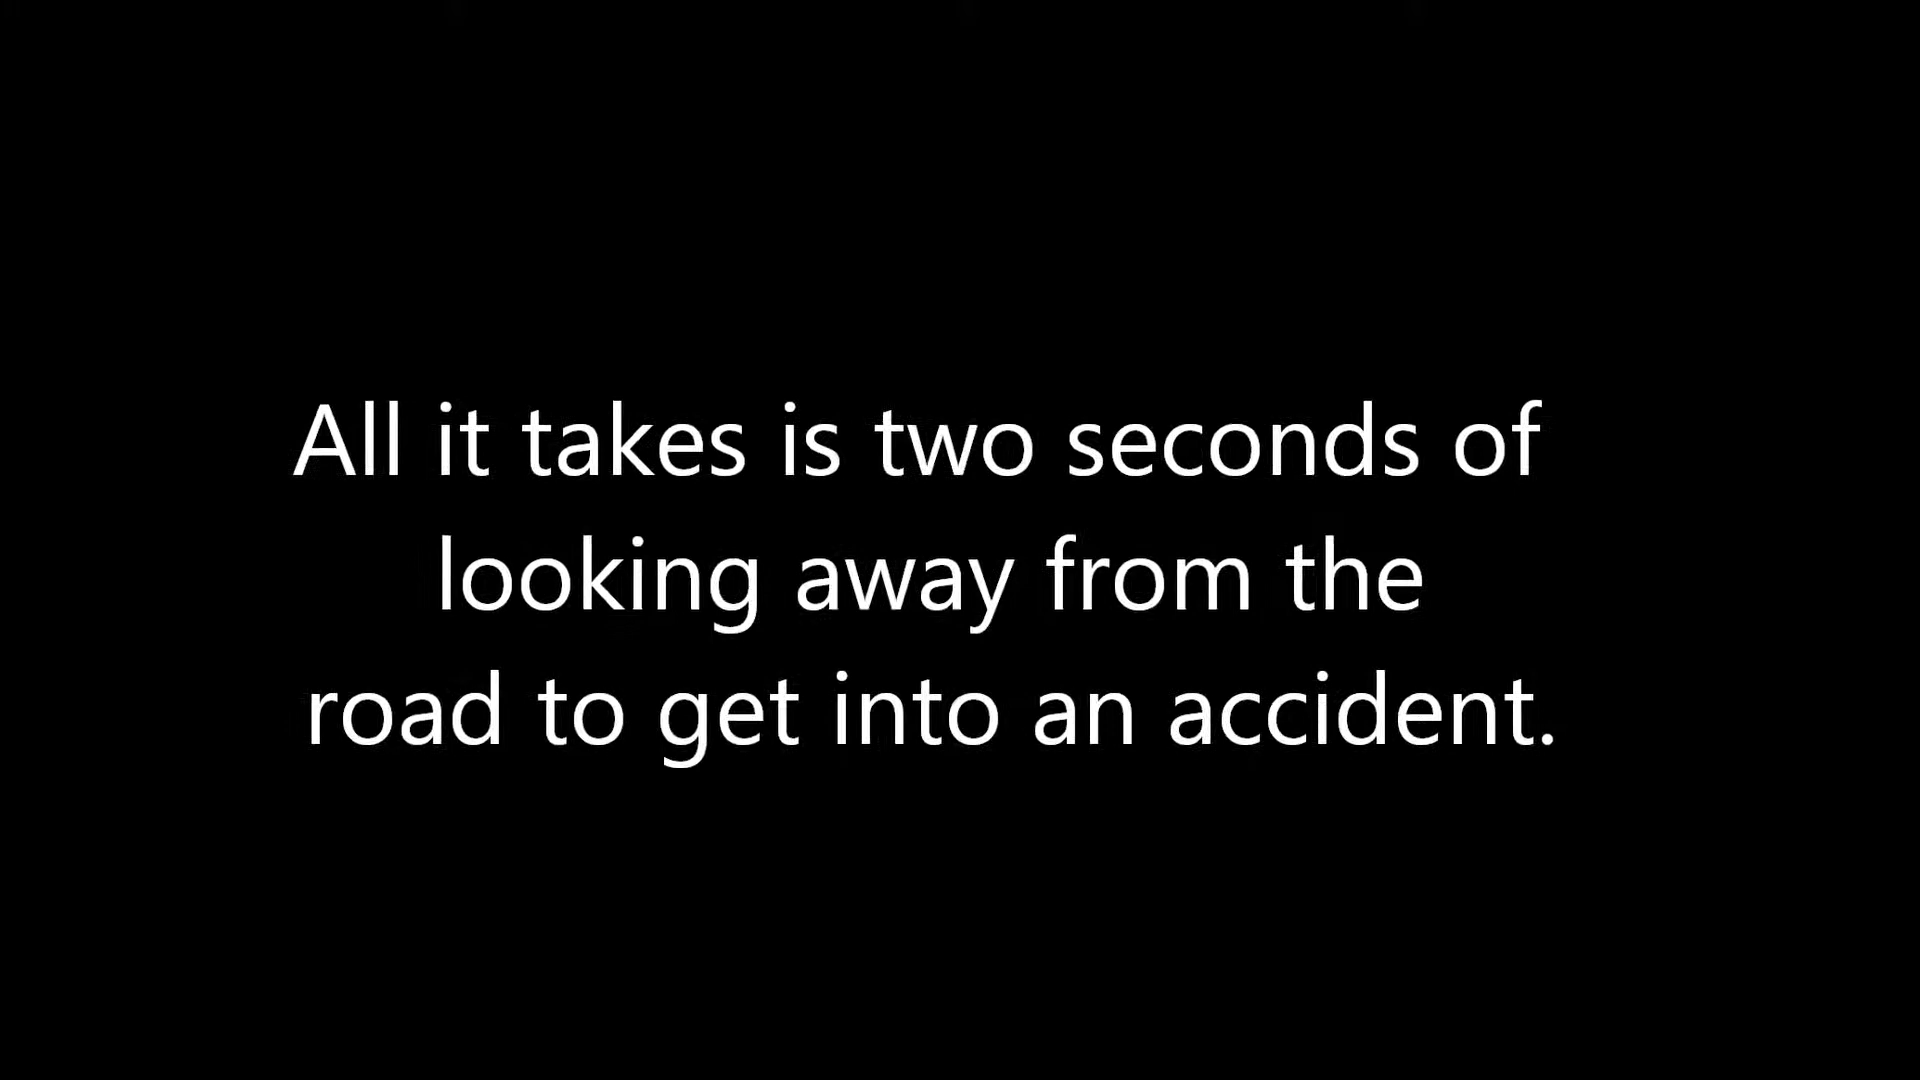 All it takes is two seconds of
looking away from the
road to get into an accident.